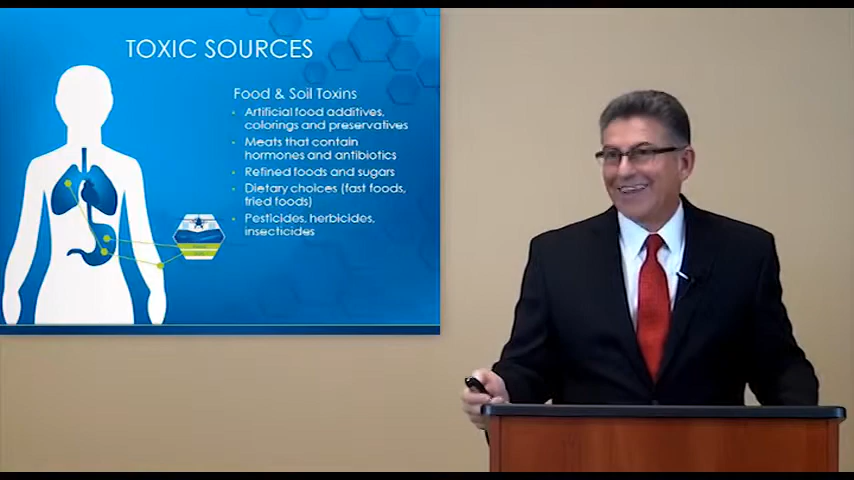 TOXIC SOURCES
Food & Soil Toxins
Artificial food additives,
colorings and preservatives
Meats that contain
hormones and antibiotics
Refined foods and sugars
Dietary choices (fast foods,
fried foods)
Pesticides, herbicides,
insecticides